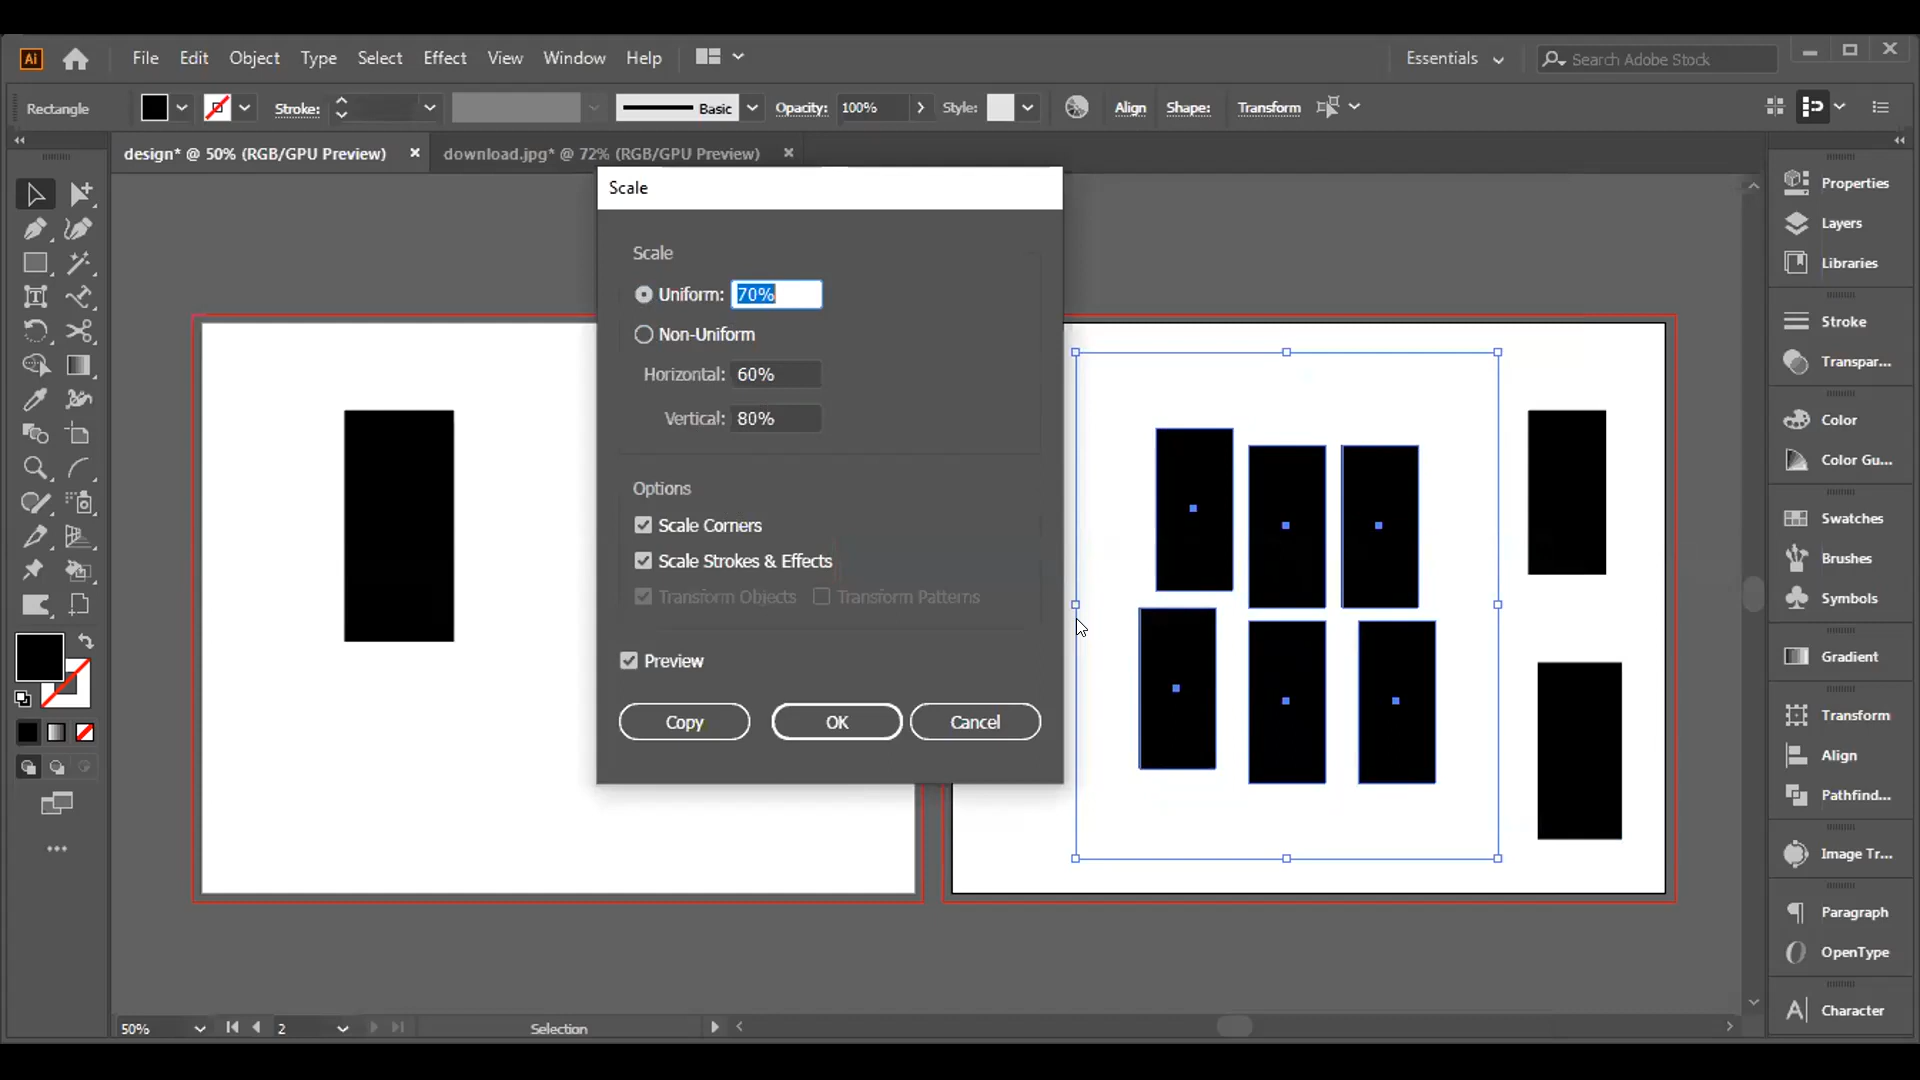 Ai File Edit Object Type Select Effect View Window Help Essentials Search Adobe Stock
Rectangle Stroke: Basic Opacity: 100% Style: Align Shape: Transform
design* @ 50% (RGB/GPU Preview) × download.jpg* @ 72% (RGB/GPU Preview) ×
Scale
Scale
Uniform: 70%
Non-Uniform
Horizontal: 60%
Vertical: 80%
Options
Scale Corners
Scale Strokes & Effects
Transform Objects Transform Patterns
Preview
Copy OK Cancel
Properties
Layers
Libraries
Stroke
Transpar...
Color
Color Gu...
Swatches
Brushes
Symbols
Gradient
Transform
Align
Pathfind...
Image Tr...
Paragraph
OpenType
Character
50% 2 Selection